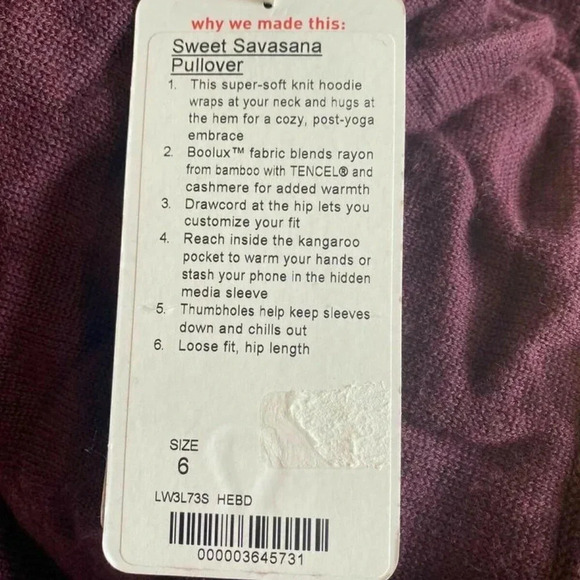 why we made this:
Sweet Savasana
Pullover
1. This super-soft knit hoodie
wraps at your neck and hugs at
the hem for a cozy, post-yoga
embrace
2. Boolux™ fabric blends rayon
from bamboo with TENCEL® and
cashmere for added warmth
3. Drawcord at the hip lets you
customize your fit
4. Reach inside the kangaroo
pocket to warm your hands or
stash your phone in the hidden
media sleeve
5. Thumbholes help keep sleeves
down and chills out
6. Loose fit, hip length
SIZE
6
LW3L73S HEBD
000003645731